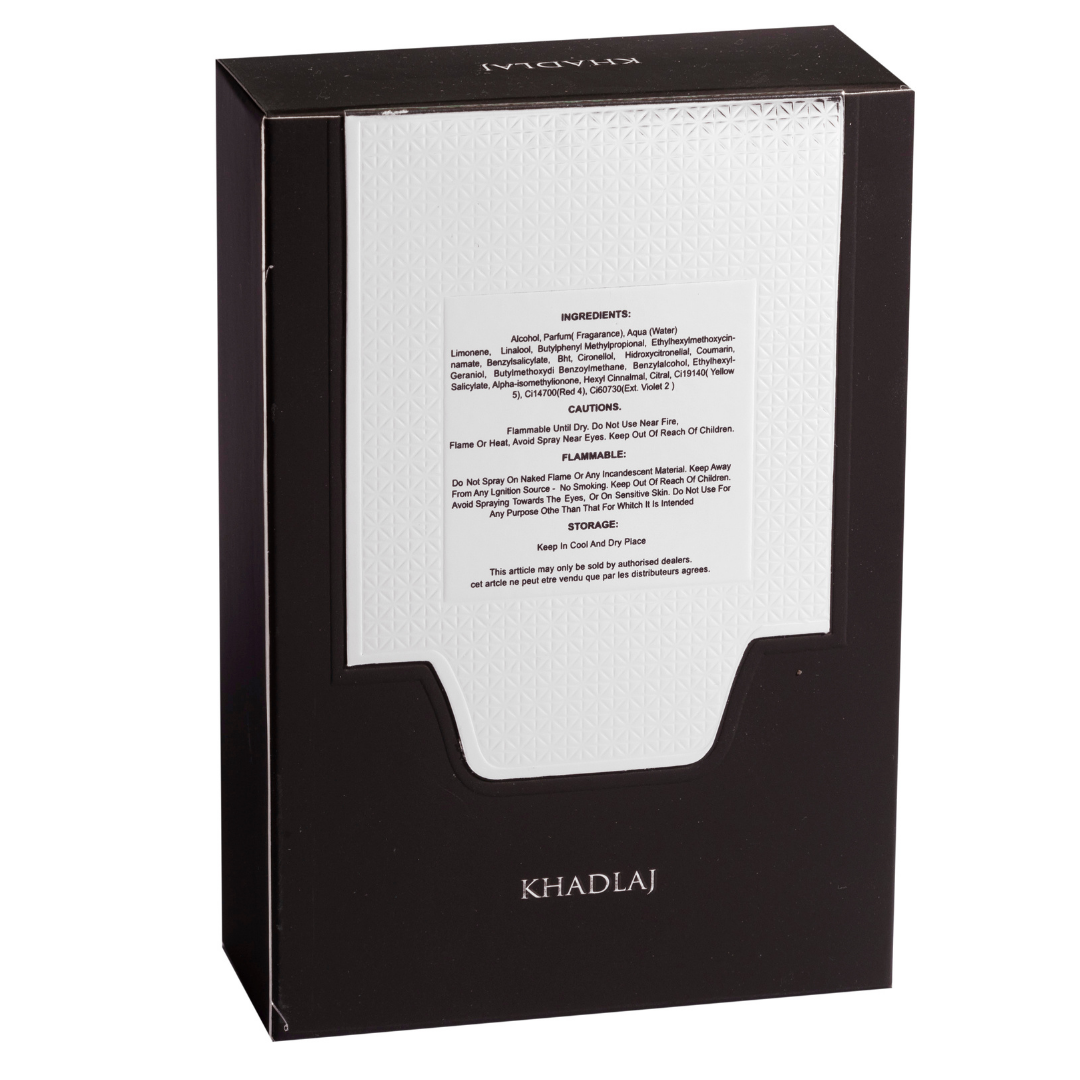 KHADLAJ
INGREDIENTS:
Alcohol, Parfum( Fragarance), Aqua (Water)
Limonene, Linalool, Butylphenyl Methylpropional, Ethylhexylmethoxycin-
namate, Benzylsalicylate, Bht, Cironellol, Hidroxycitronellal, Coumarin,
Geraniol, Butylmethoxydi Benzoylmethane, Benzylalcohol, Ethylhexyl-
Salicylate, Alpha-isomethylionone, Hexyl Cinnalmal, Citral, Ci19140( Yellow
5), Ci14700(Red 4), Ci60730(Ext. Violet 2 )
CAUTIONS.
Flammable Until Dry. Do Not Use Near Fire,
Flame Or Heat, Avoid Spray Near Eyes. Keep Out Of Reach Of Children.
FLAMMABLE:
Do Not Spray On Naked Flame Or Any Incandescent Material. Keep Away
From Any Lgnition Source - No Smoking. Keep Out Of Reach Of Children.
Avoid Spraying Towards The Eyes, Or On Sensitive Skin. Do Not Use For
Any Purpose Othe Than That For Whitch It Is Intended
STORAGE:
Keep In Cool And Dry Place
This articcle may only be sold by authorised dealers.
cet artcle ne peut etre vendu que par les distributeurs agrees.
KHADLAJ